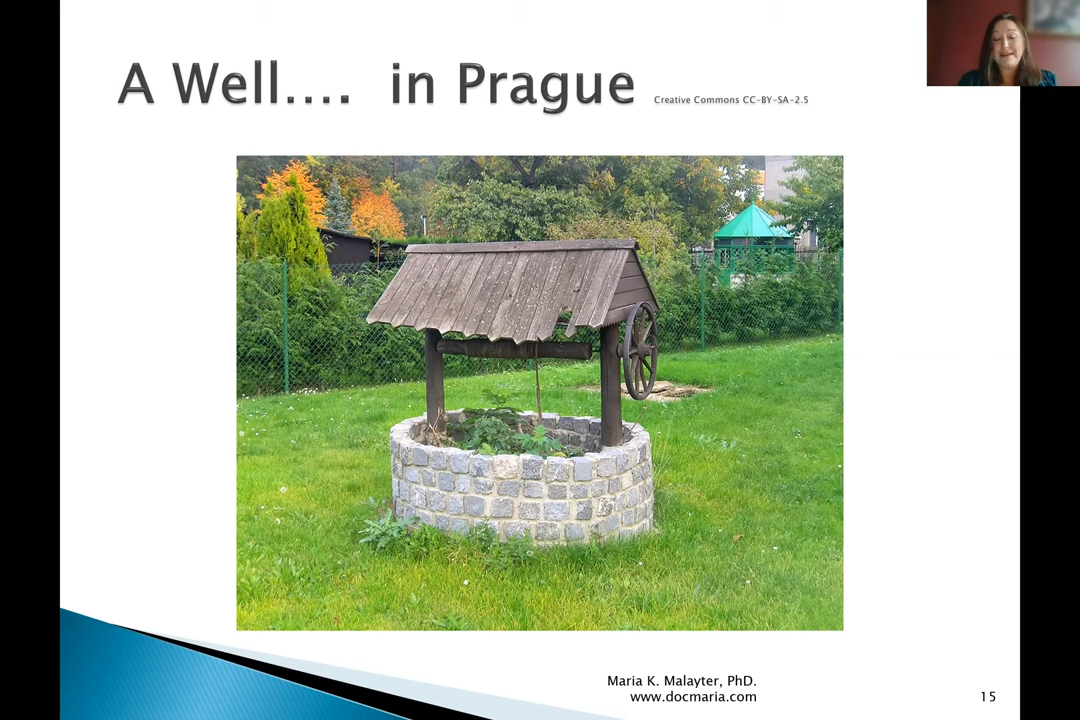 A Well.... in Prague Creative Commons CC-BY-SA-2.5
Maria K. Malayter, PhD.
www.docmaria.com
15